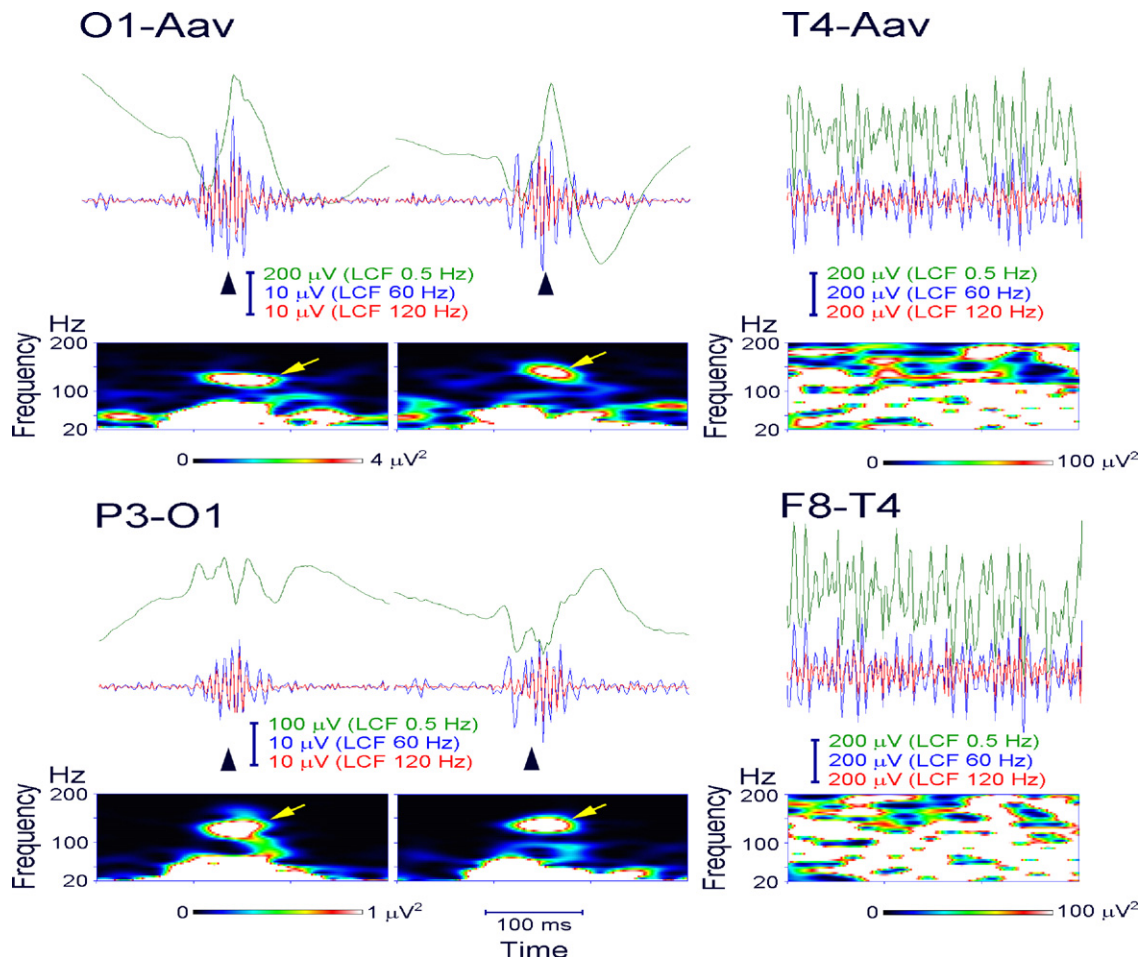 O1-Aav
T4-Aav
200 μV (LCF 0.5 Hz)
10 μV (LCF 60 Hz)
10 μV (LCF 120 Hz)
200 μV (LCF 0.5 Hz)
200 μV (LCF 60 Hz)
200 μV (LCF 120 Hz)
Hz
200
100
20
Frequency
Hz
200
100
20
Frequency
0
4 μV²
0
100 μV²
P3-O1
F8-T4
100 μV (LCF 0.5 Hz)
10 μV (LCF 60 Hz)
10 μV (LCF 120 Hz)
200 μV (LCF 0.5 Hz)
200 μV (LCF 60 Hz)
200 μV (LCF 120 Hz)
Hz
200
100
20
Frequency
Hz
200
100
20
Frequency
0
1 μV²
100 ms
Time
0
100 μV²